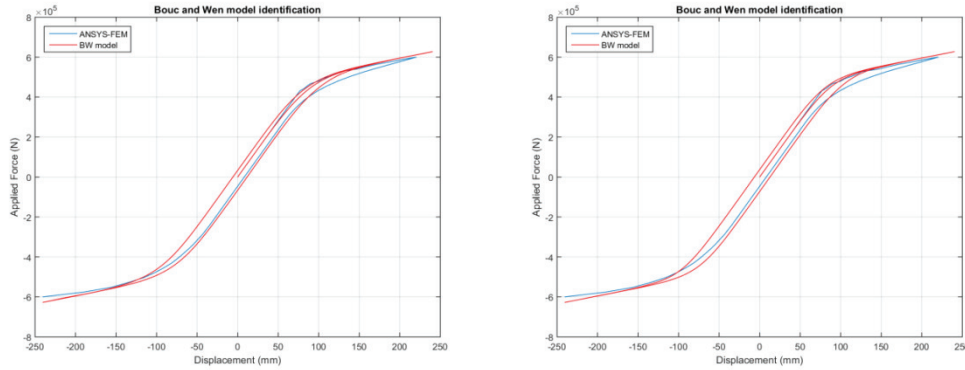 Bouc and Wen model identification
×10⁵
8
ANSYS-FEM
BW model
6
4
2
0
-2
-4
-6
-8
Applied Force (N)
-250 -200 -150 -100 -50 0 50 100 150 200 250
Displacement (mm)
Bouc and Wen model identification
×10⁵
8
ANSYS-FEM
BW model
6
4
2
0
-2
-4
-6
-8
Applied Force (N)
-250 -200 -150 -100 -50 0 50 100 150 200 250
Displacement (mm)